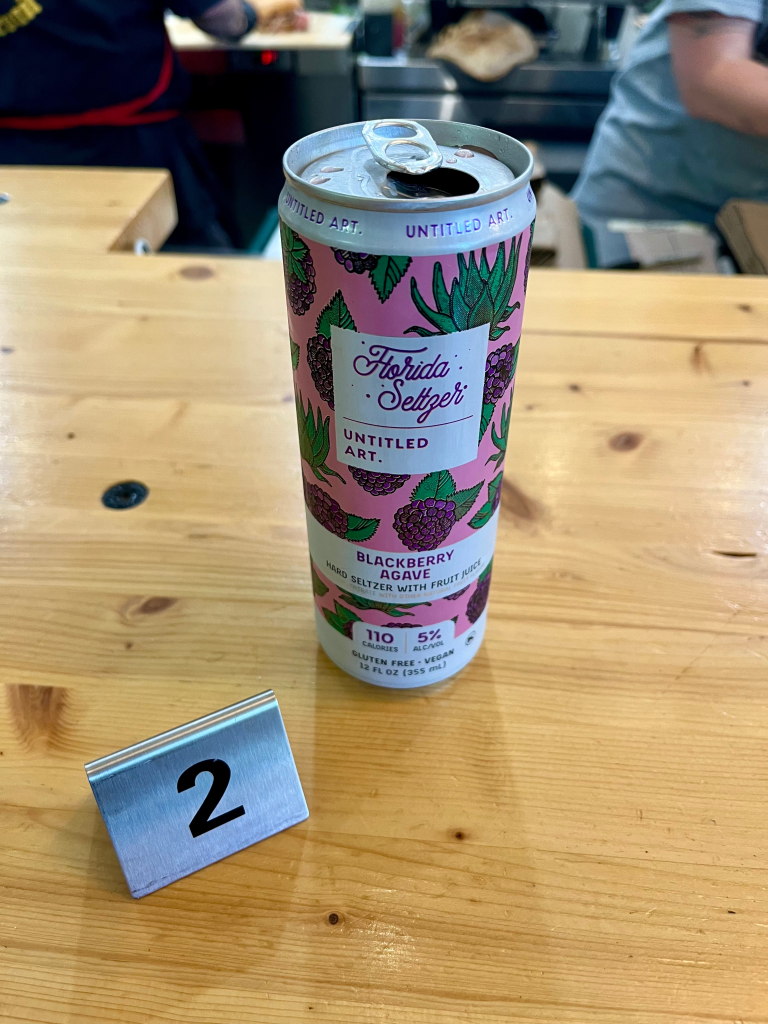 UNTITLED ART.
UNTITLED ART.
Florida
Seltzer
UNTITLED
ART.
BLACKBERRY
AGAVE
HARD SELTZER WITH FRUIT JUICE
110
CALORIES
5%
ALC/VOL
GLUTEN FREE • VEGAN
12 FL OZ (355 mL)
2